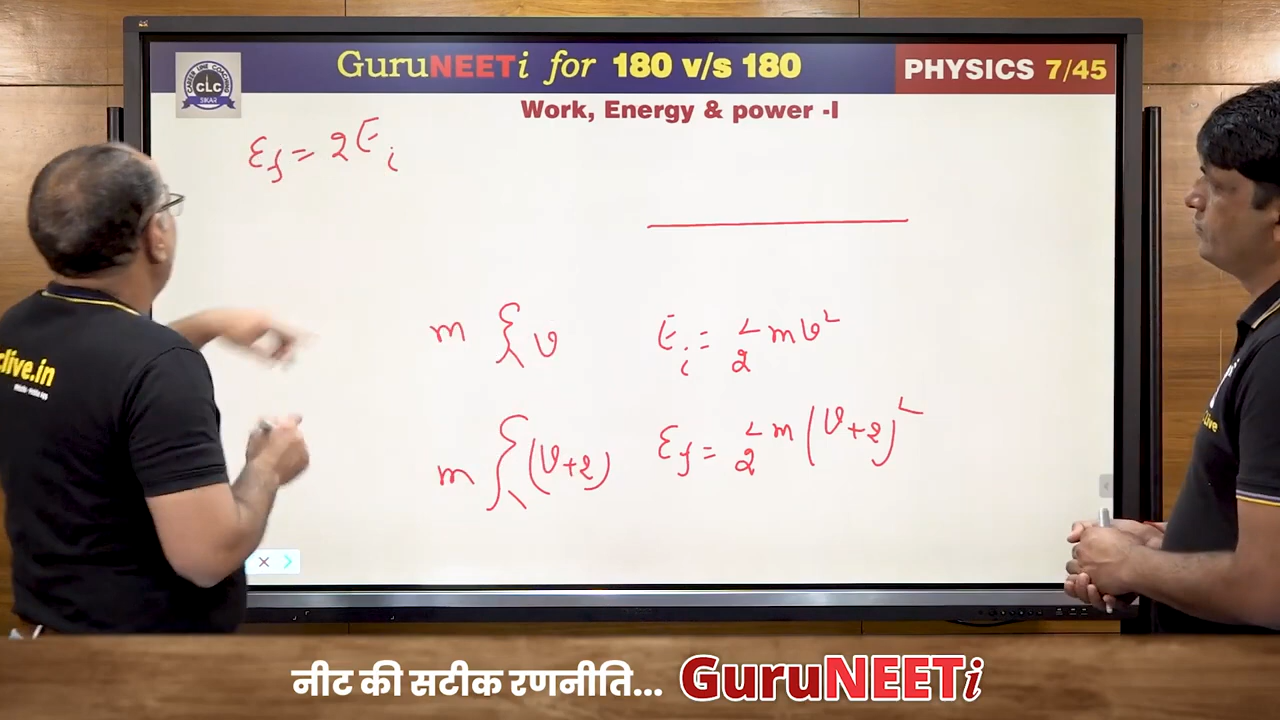 GuruNEETi for 180 v/s 180
PHYSICS 7/45
CAREER LINE COACHING
CLC
SIKAR
Work, Energy & power -I
Ef = 2Ei
m { v Ei = 1/2 mv²
m { (v+2) Ef = 1/2 m (v+2)²
clive.in
नीट की सटीक रणनीति... GuruNEETi